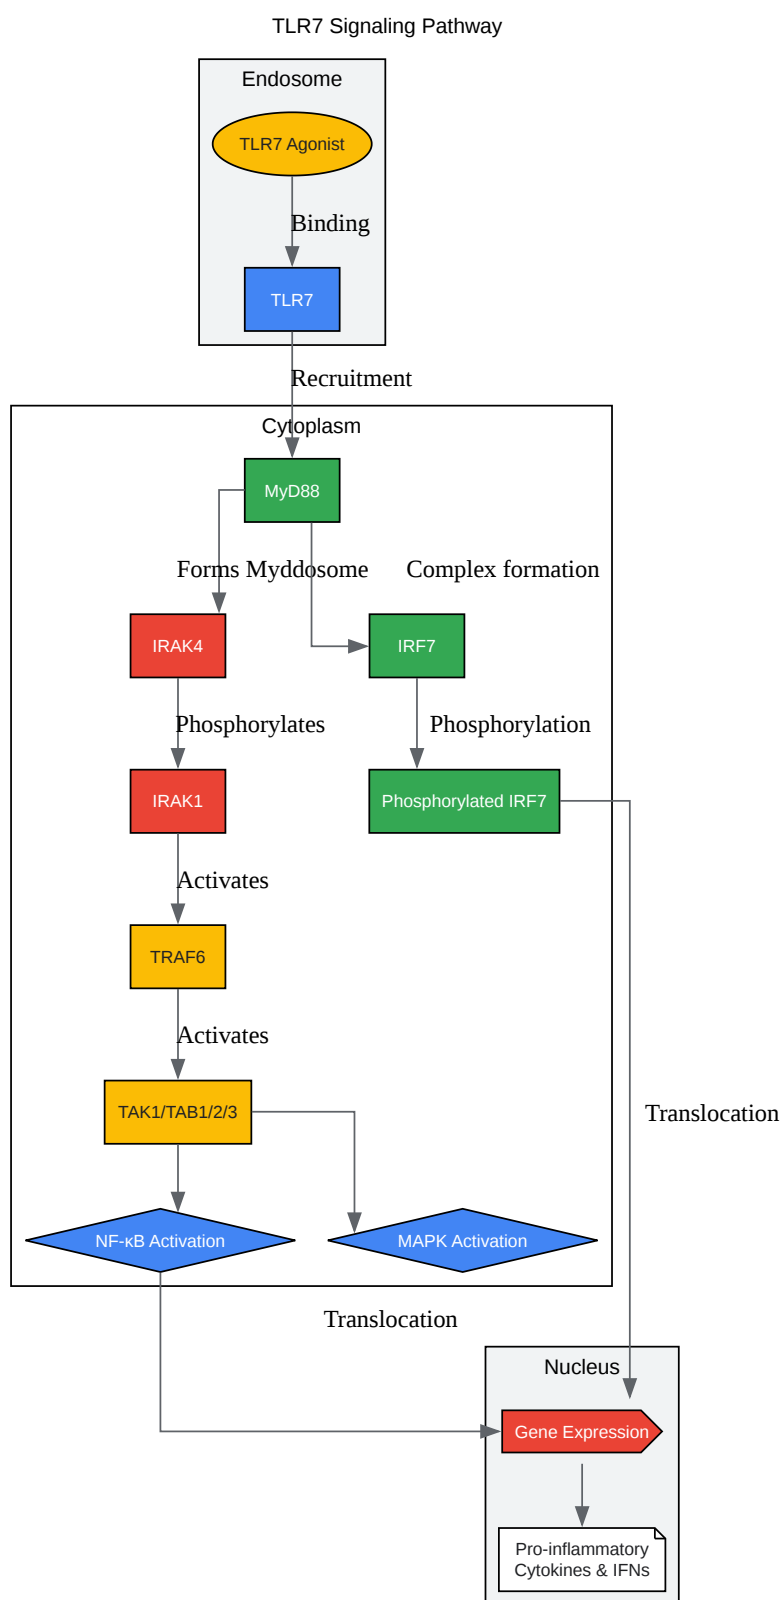 TLR7 Signaling Pathway
Endosome
TLR7 Agonist
Binding
TLR7
Recruitment
Cytoplasm
MyD88
Forms Myddosome
Complex formation
IRAK4
IRF7
Phosphorylates
Phosphorylation
IRAK1
Phosphorylated IRF7
Activates
TRAF6
Activates
TAK1/TAB1/2/3
Translocation
NF-κB Activation
MAPK Activation
Translocation
Nucleus
Gene Expression
Pro-inflammatory
Cytokines & IFNs